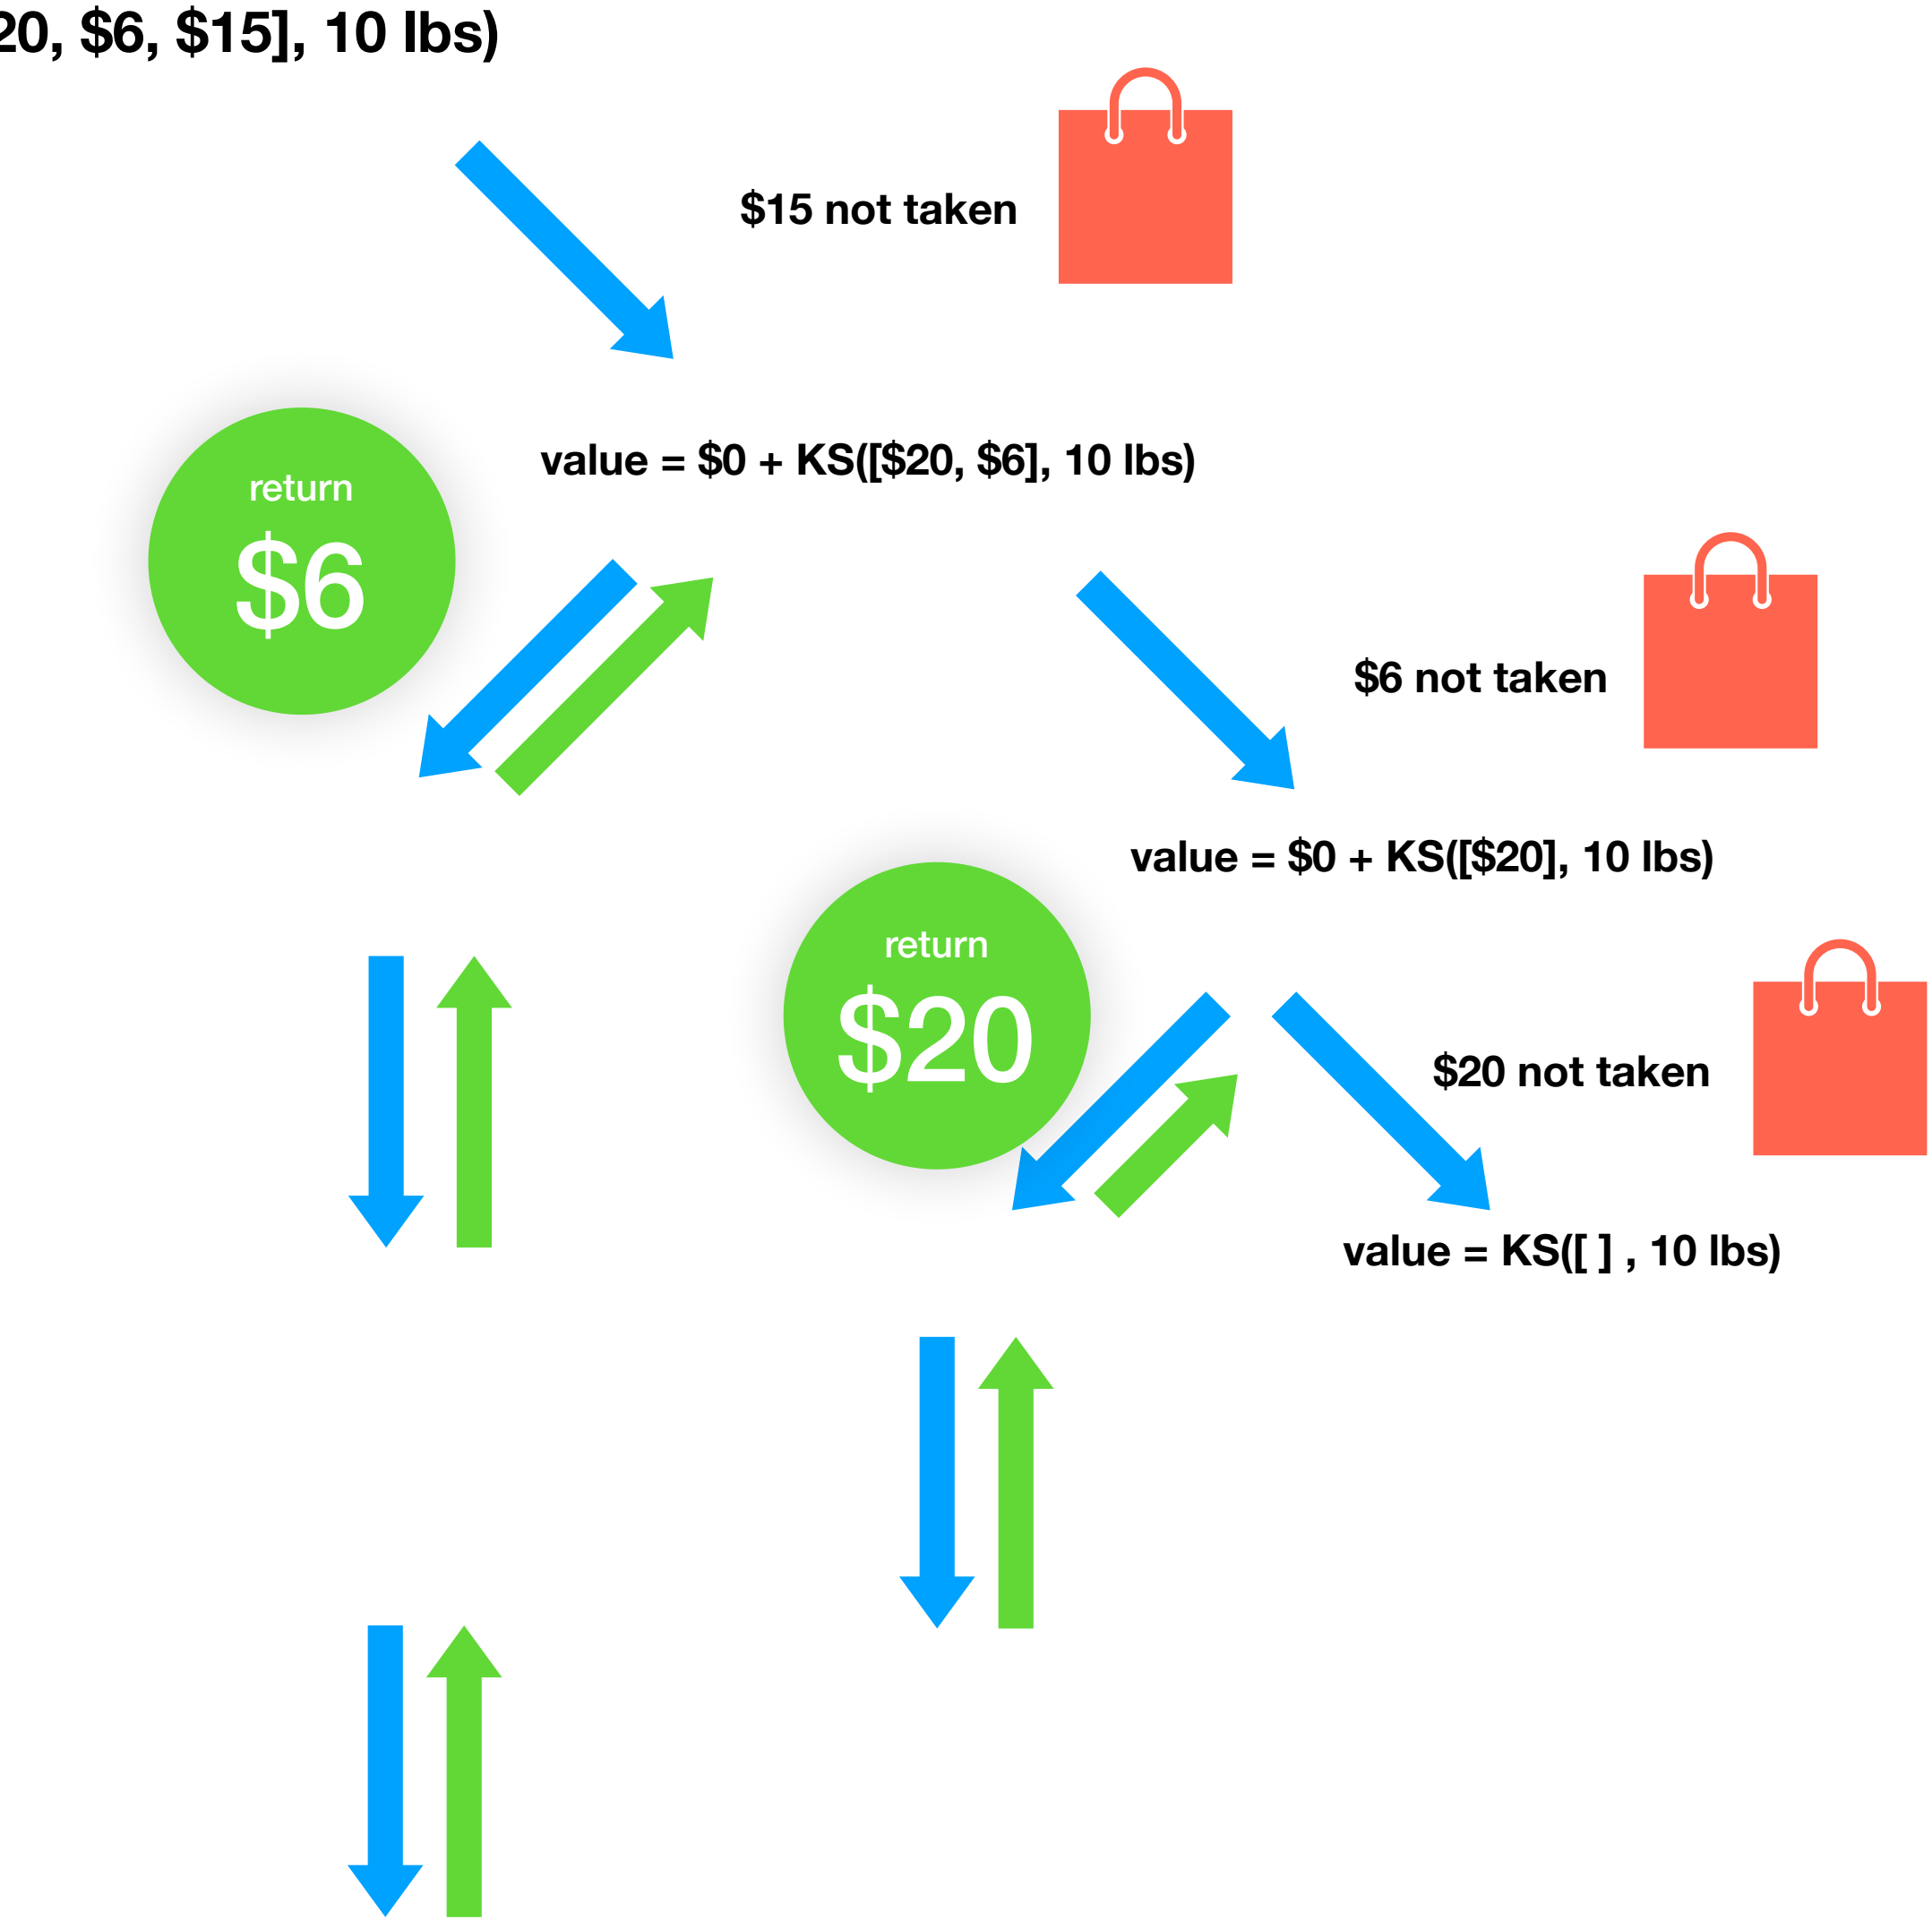 20, $6, $15], 10 lbs)
$15 not taken
value = $0 + KS([$20, $6], 10 lbs)
return
$6
$6 not taken
value = $0 + KS([$20], 10 lbs)
return
$20
$20 not taken
value = KS([ ] , 10 lbs)